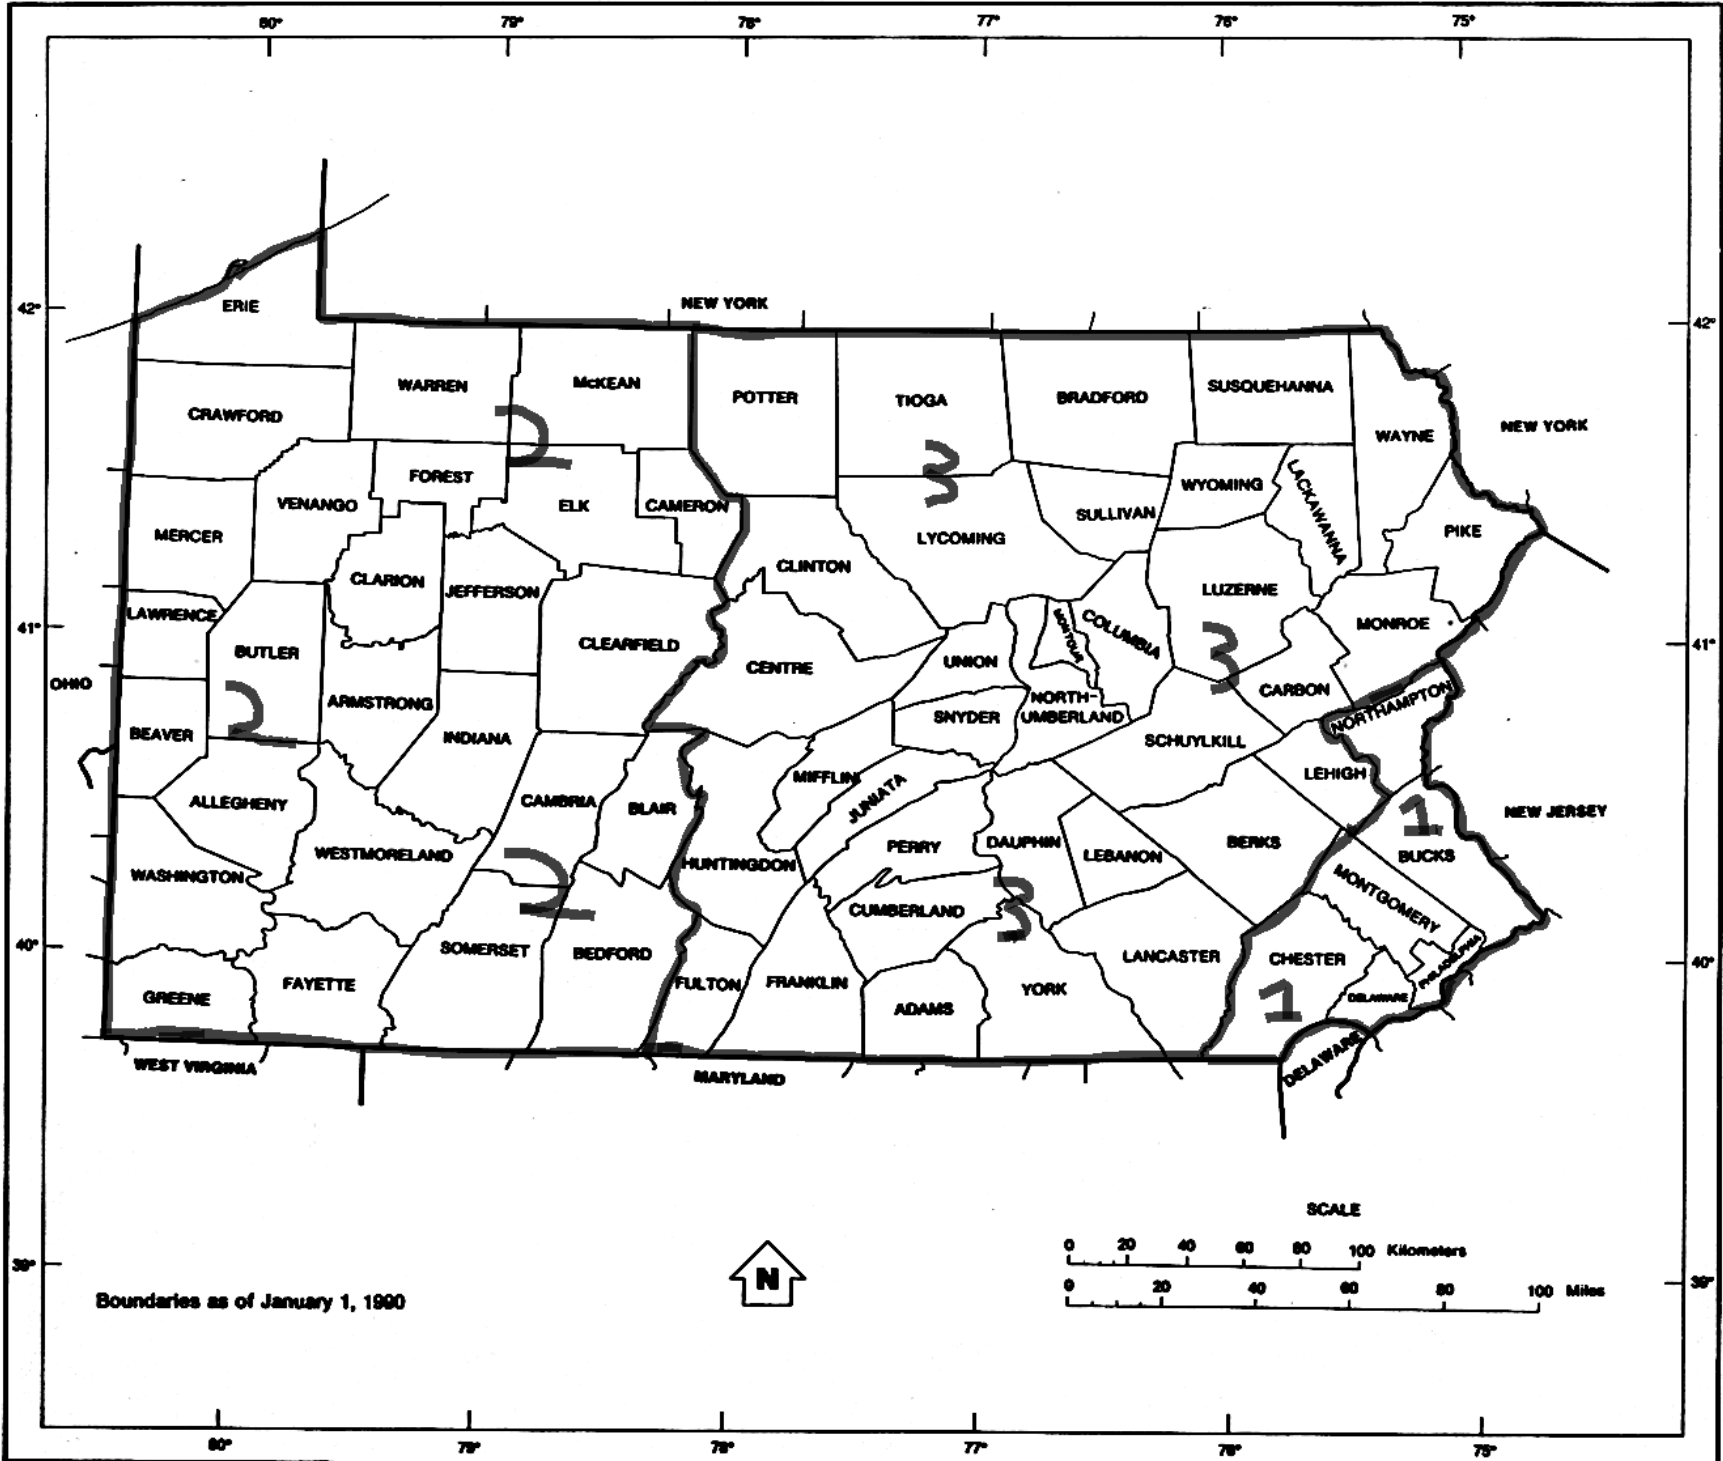 80° 79° 78° 77° 76° 75°
42° ERIE NEW YORK 42°
WARREN McKEAN POTTER TIOGA BRADFORD SUSQUEHANNA
CRAWFORD WAYNE NEW YORK
2 3
FOREST VENANGO ELK CAMERON WYOMING LACKAWANNA
MERCER LYCOMING SULLIVAN PIKE
CLARION JEFFERSON CLINTON LUZERNE
LAWRENCE MONTOUR COLUMBIA MONROE
41° BUTLER CLEARFIELD CENTRE UNION 3 41°
OHIO 2 ARMSTRONG NORTH-
UMBERLAND CARBON NORTHAMPTON
BEAVER INDIANA SNYDER SCHUYLKILL
MIFFLIN JUNIATA LEHIGH
ALLEGHENY CAMBRIA BLAIR 1 NEW JERSEY
WESTMORELAND HUNTINGDON PERRY DAUPHIN LEBANON BERKS BUCKS
WASHINGTON 2 CUMBERLAND 3 MONTGOMERY
40° SOMERSET BEDFORD LANCASTER CHESTER PHILADELPHIA 40°
GREENE FAYETTE FULTON FRANKLIN ADAMS YORK 1 DELAWARE
WEST VIRGINIA MARYLAND DELAWARE
SCALE
0 20 40 60 80 100 Kilometers
0 20 40 60 80 100 Miles
39° N 39°
Boundaries as of January 1, 1990
80° 79° 78° 77° 76° 75°